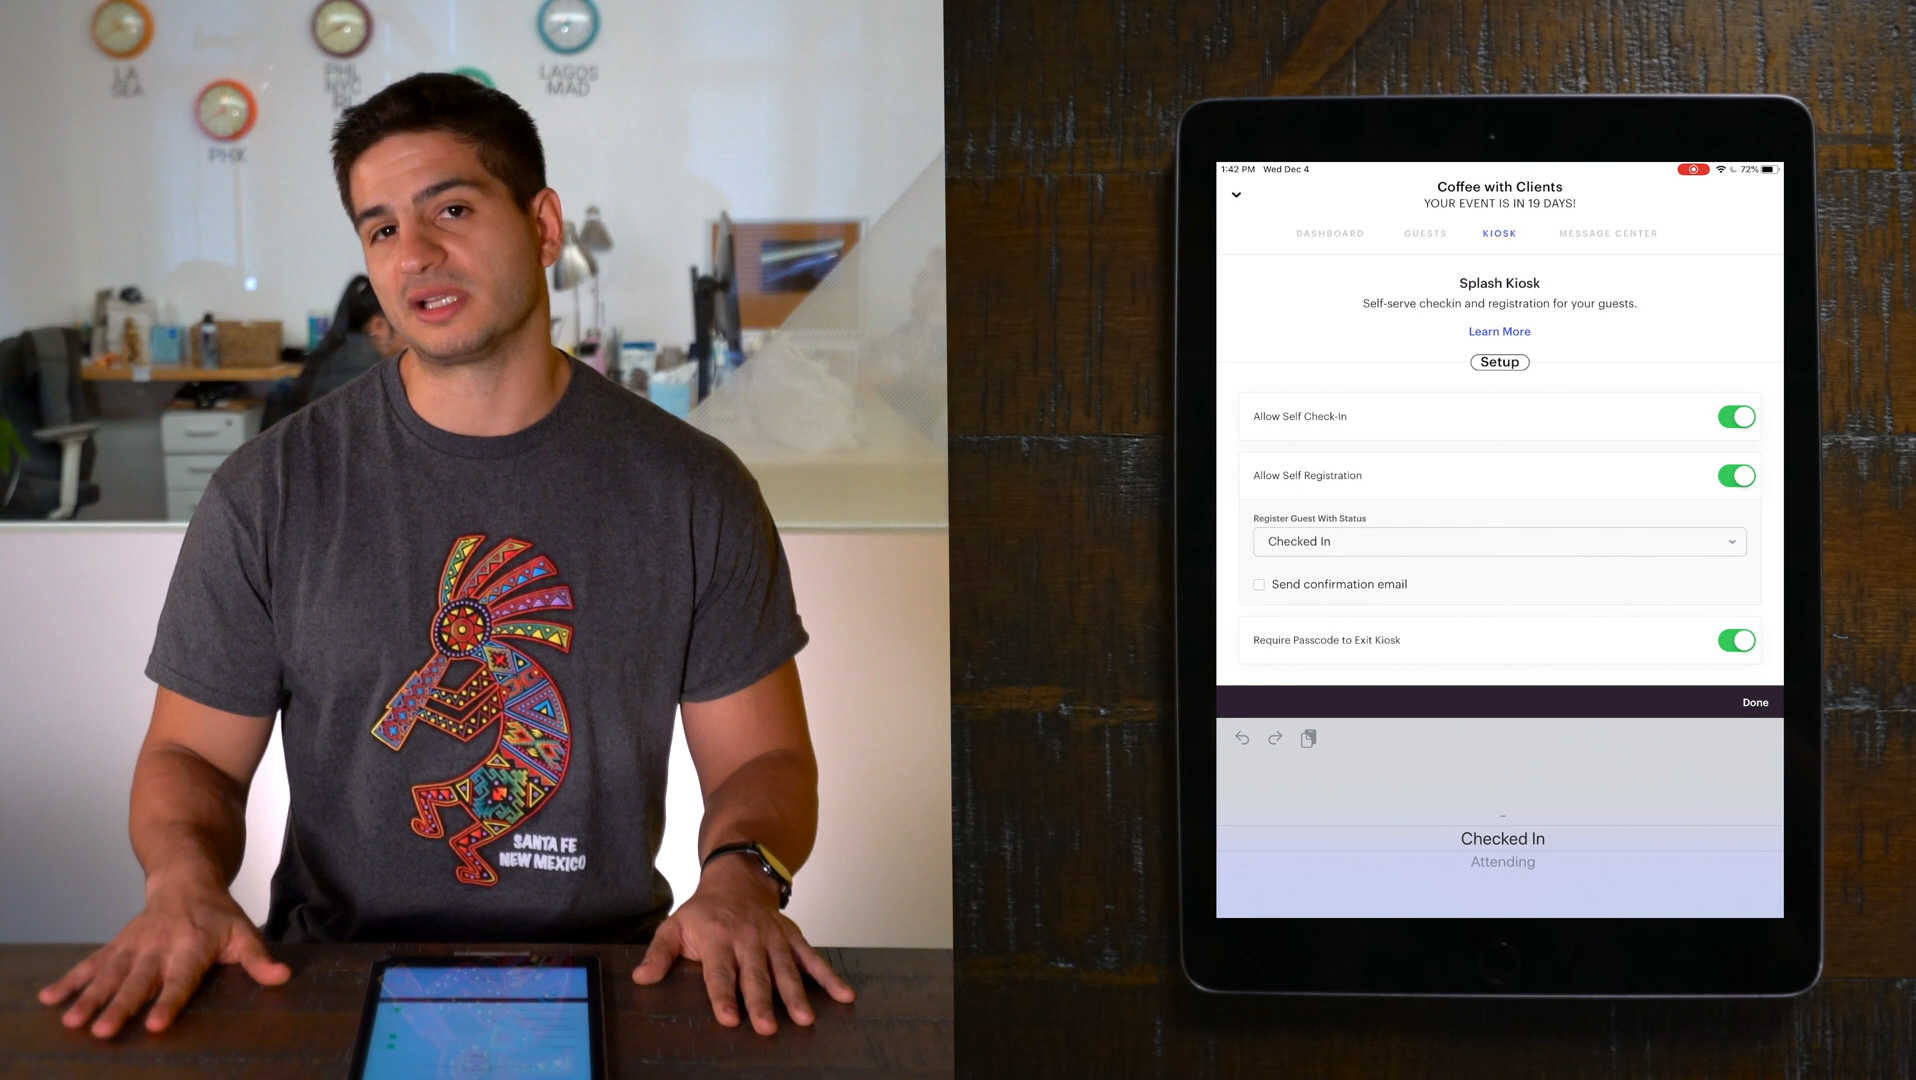 LA
SEA
PHL
NYC
LAGOS
MAD
PHX
SANTA FE
NEW MEXICO
1:42 PM Wed Dec 4
72%
Coffee with Clients
YOUR EVENT IS IN 19 DAYS!
DASHBOARD GUESTS KIOSK MESSAGE CENTER
Splash Kiosk
Self-serve checkin and registration for your guests.
Learn More
Setup
Allow Self Check-In
Allow Self Registration
Register Guest With Status
Checked In
Send confirmation email
Require Passcode to Exit Kiosk
Done
-
Checked In
Attending